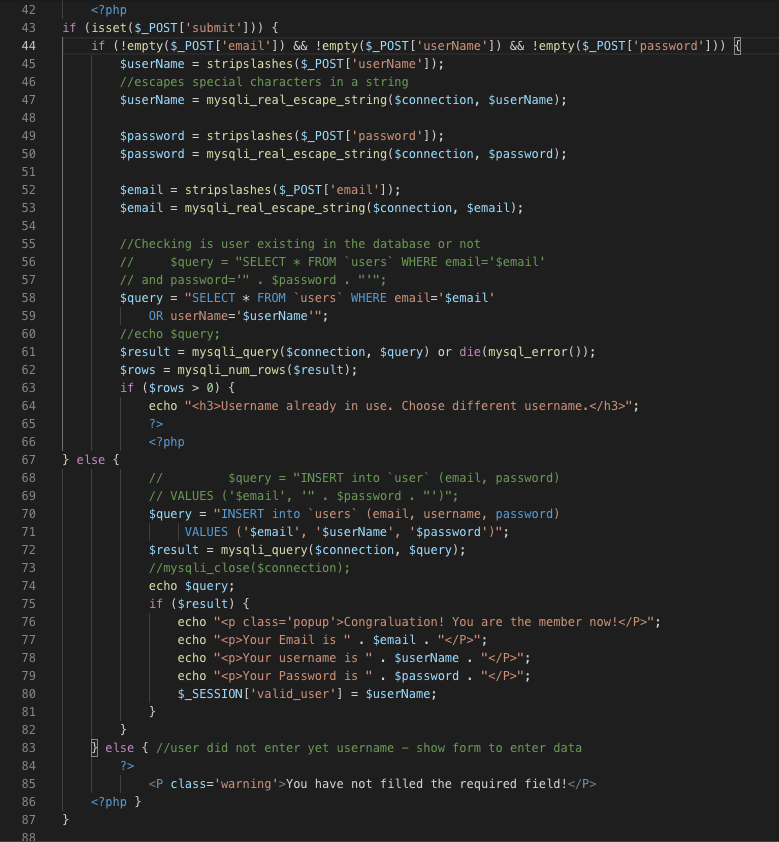 42 <?php
43 if (isset($_POST['submit'])) {
44 if (!empty($_POST['email']) && !empty($_POST['userName']) && !empty($_POST['password'])) {
45 $userName = stripslashes($_POST['userName']);
46 //escapes special characters in a string
47 $userName = mysqli_real_escape_string($connection, $userName);
48
49 $password = stripslashes($_POST['password']);
50 $password = mysqli_real_escape_string($connection, $password);
51
52 $email = stripslashes($_POST['email']);
53 $email = mysqli_real_escape_string($connection, $email);
54
55 //Checking is user existing in the database or not
56 // $query = "SELECT * FROM `users` WHERE email='$email'
57 // and password='" . $password . "'";
58 $query = "SELECT * FROM `users` WHERE email='$email'
59 OR userName='$userName'";
60 //echo $query;
61 $result = mysqli_query($connection, $query) or die(mysql_error());
62 $rows = mysqli_num_rows($result);
63 if ($rows > 0) {
64 echo "<h3>Username already in use. Choose different username.</h3>";
65 ?>
66 <?php
67 } else {
68 // $query = "INSERT into `user` (email, password)
69 // VALUES ('$email', '" . $password . "')";
70 $query = "INSERT into `users` (email, username, password)
71 VALUES ('$email', '$userName', '$password')";
72 $result = mysqli_query($connection, $query);
73 //mysqli_close($connection);
74 echo $query;
75 if ($result) {
76 echo "<p class='popup'>Congraluation! You are the member now!</P>";
77 echo "<p>Your Email is " . $email . "</P>";
78 echo "<p>Your username is " . $userName . "</P>";
79 echo "<p>Your Password is " . $password . "</P>";
80 $_SESSION['valid_user'] = $userName;
81 }
82 }
83 } else { //user did not enter yet username – show form to enter data
84 ?>
85 <P class='warning'>You have not filled the required field!</P>
86 <?php }
87 }
88